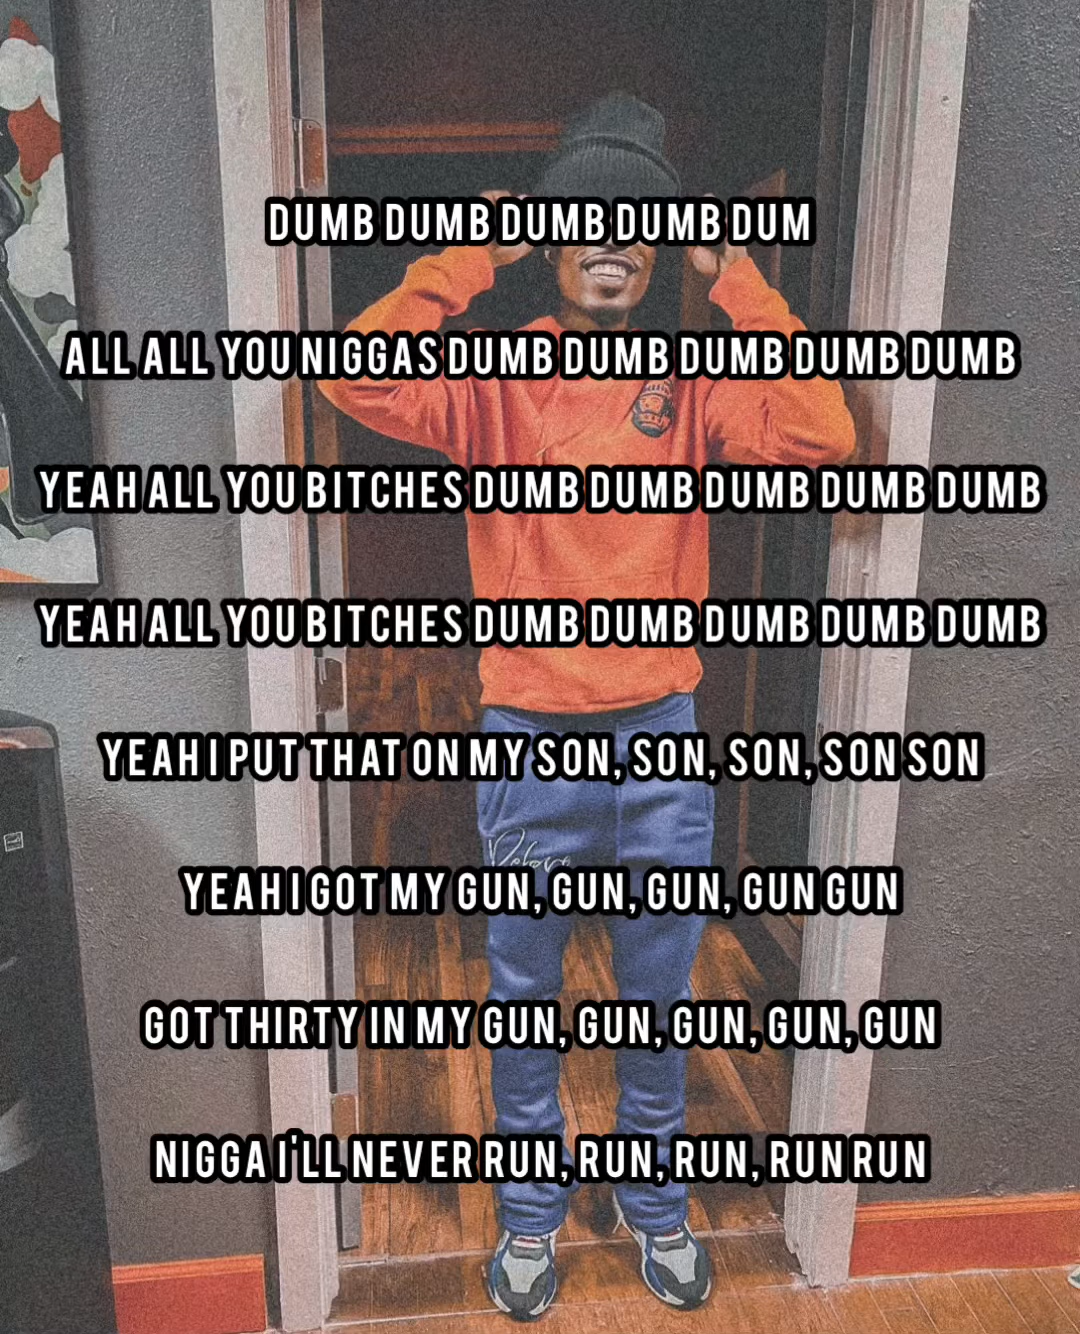 DUMB DUMB DUMB DUMB DUM
ALL ALL YOU NIGGAS DUMB DUMB DUMB DUMB DUMB
YEAH ALL YOU BITCHES DUMB DUMB DUMB DUMB DUMB
YEAH ALL YOU BITCHES DUMB DUMB DUMB DUMB DUMB
YEAH I PUT THAT ON MY SON, SON, SON, SON SON
YEAH I GOT MY GUN, GUN, GUN, GUN GUN
GOT THIRTY IN MY GUN, GUN, GUN, GUN, GUN
NIGGA I'LL NEVER RUN, RUN, RUN, RUN RUN